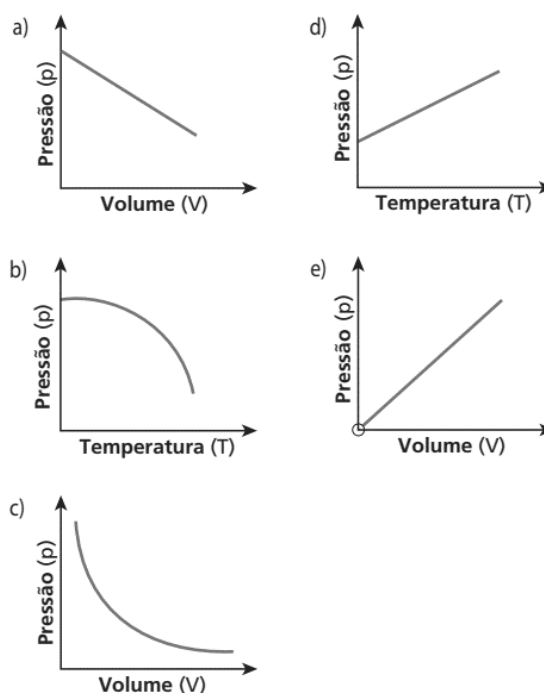 a)
Pressão (p)
Volume (V)
b)
Pressão (p)
Temperatura (T)
c)
Pressão (p)
Volume (V)
d)
Pressão (p)
Temperatura (T)
e)
Pressão (p)
Volume (V)